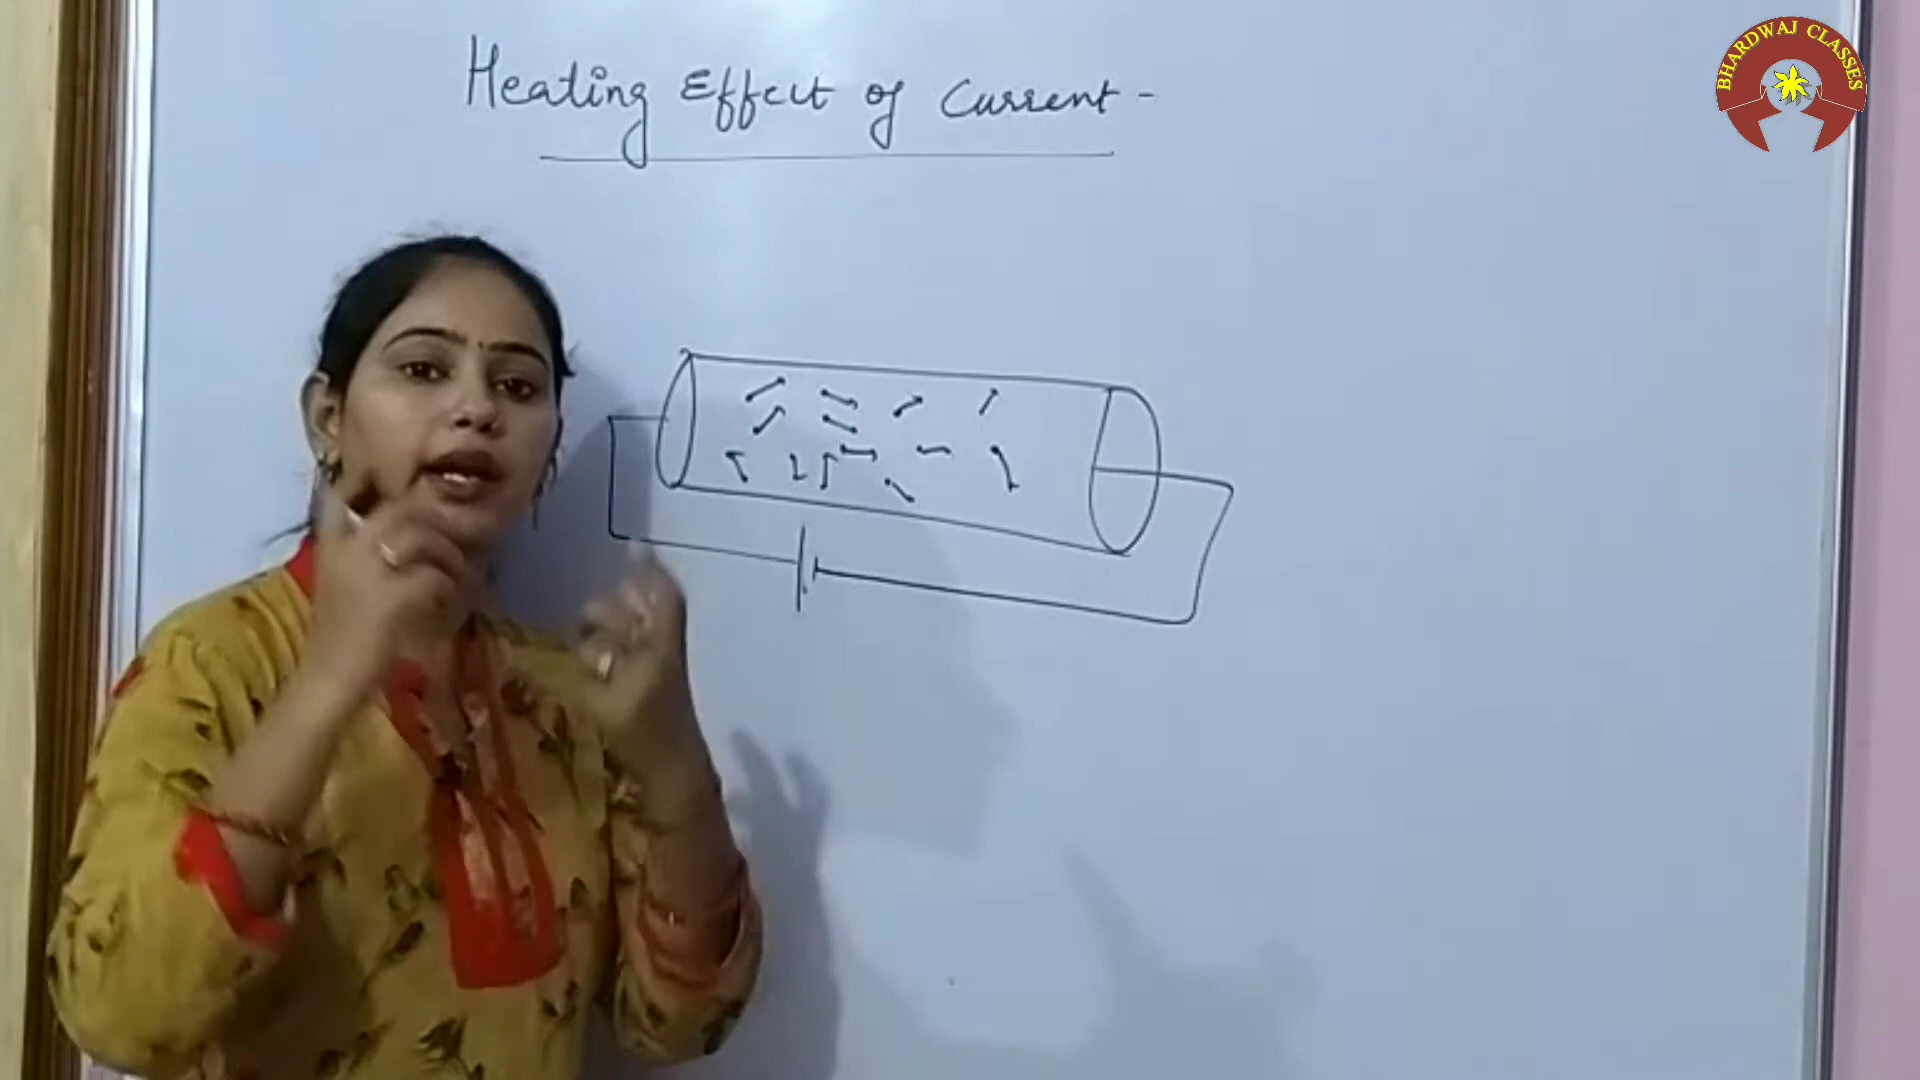 Heating Effect of Current -
BHARDWAJ CLASSES